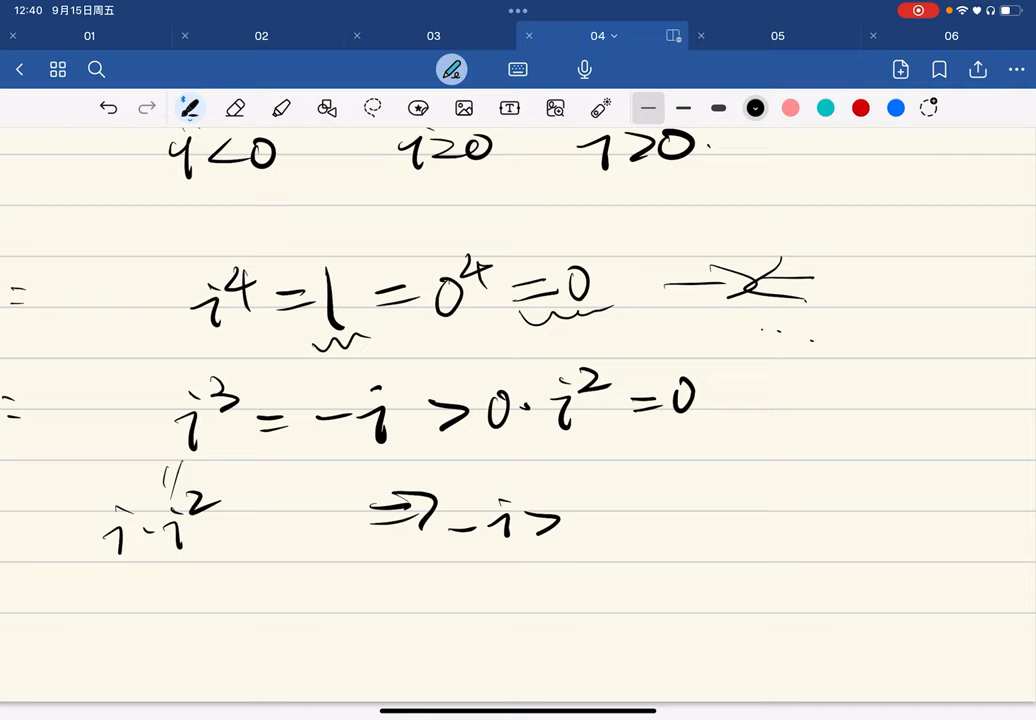 12:40 9月15日周五
01 02 03 04 05 06
i<0 i≥0 i>0.
= i⁴ = 1 = 0⁴ = 0
= i³ = -i > 0 · i² = 0
i · i² ⇒ -i >